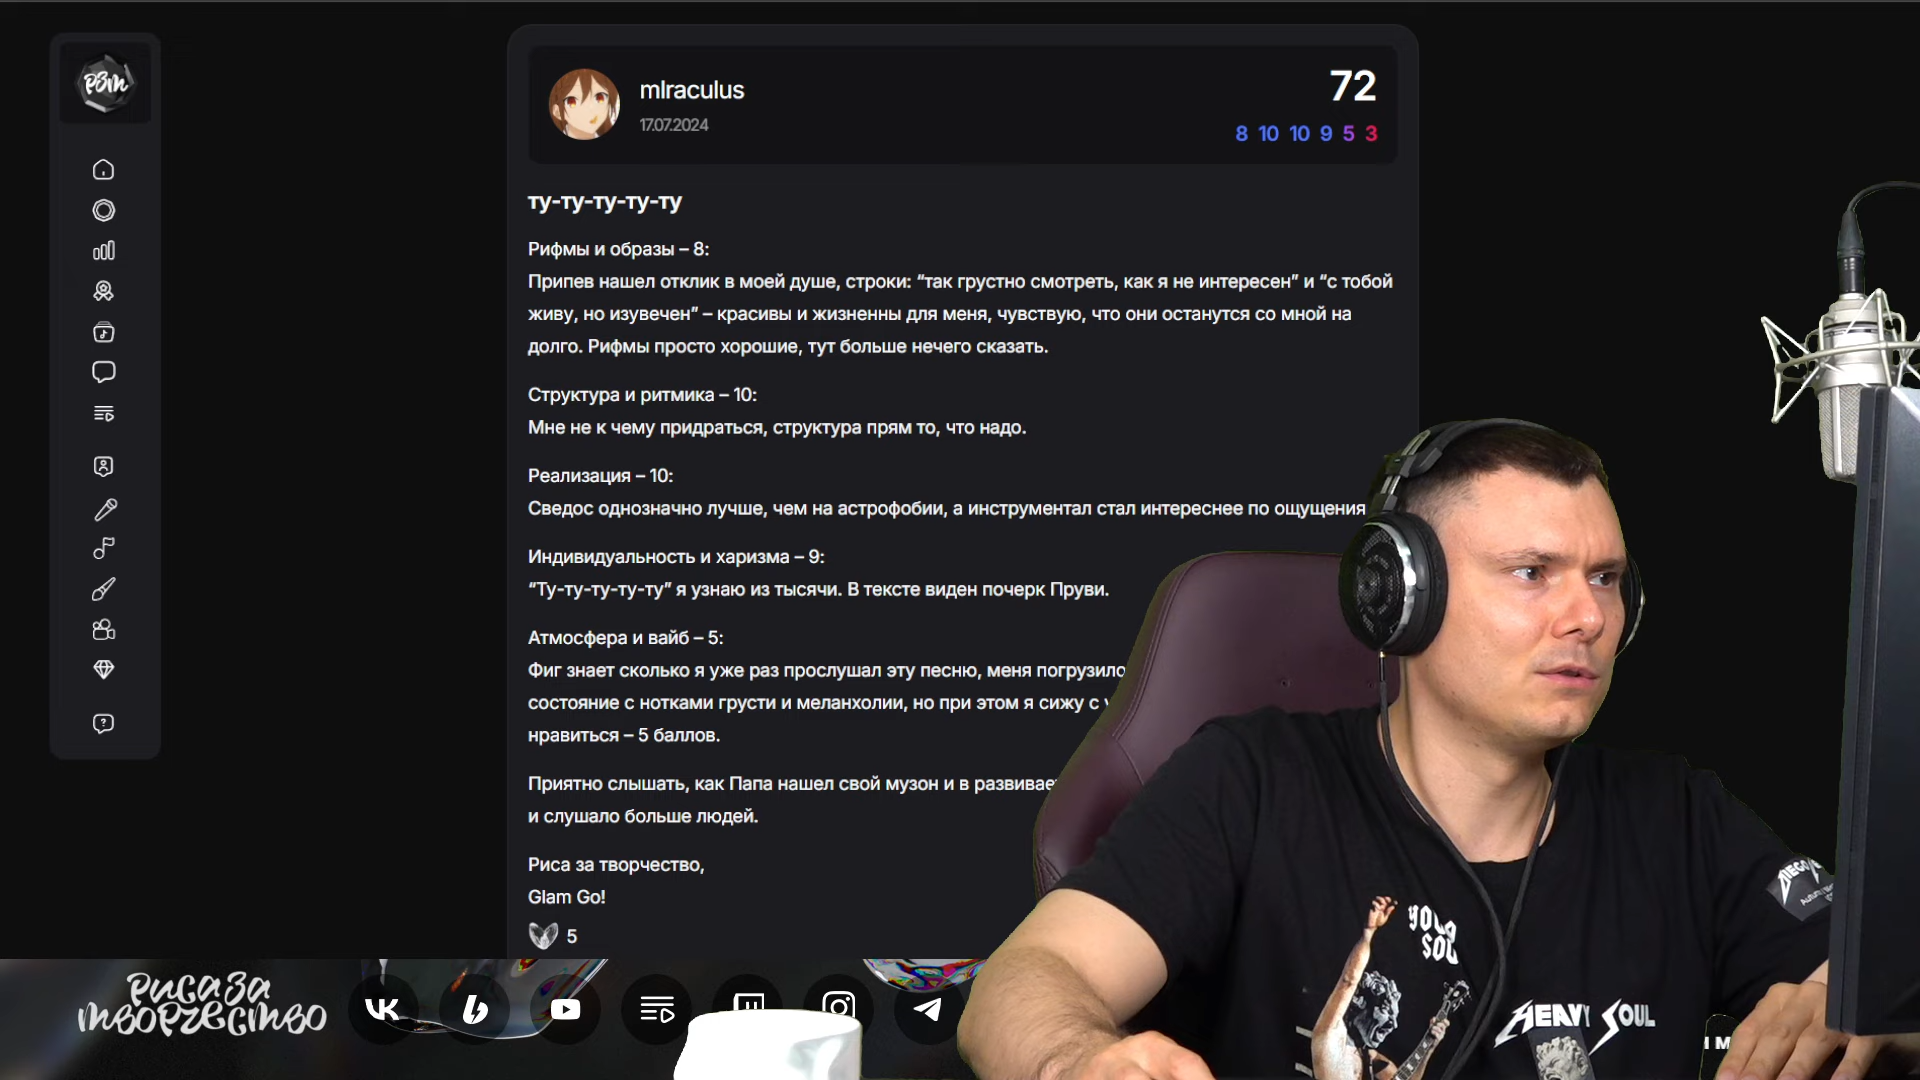 РЗТ
mlraculus
72
17.07.2024
8 10 10 9 5 3
ту-ту-ту-ту-ту
Рифмы и образы – 8:
Припев нашел отклик в моей душе, строки: “так грустно смотреть, как я не интересен” и “с тобой
живу, но изувечен” – красивы и жизненны для меня, чувствую, что они останутся со мной на
долго. Рифмы просто хорошие, тут больше нечего сказать.
Структура и ритмика – 10:
Мне не к чему придраться, структура прям то, что надо.
Реализация – 10:
Сведос однозначно лучше, чем на астрофобии, а инструментал стал интереснее по ощущения
Индивидуальность и харизма – 9:
“Ту-ту-ту-ту-ту” я узнаю из тысячи. В тексте виден почерк Пруви.
Атмосфера и вайб – 5:
Фиг знает сколько я уже раз прослушал эту песню, меня погрузило
состояние с нотками грусти и меланхолии, но при этом я сижу с
нравиться – 5 баллов.
Приятно слышать, как Папа нашел свой музон и в развивае
и слушало больше людей.
Риса за творчество,
Glam Go!
5
Риса За
Творчество
HEAVY SOUL